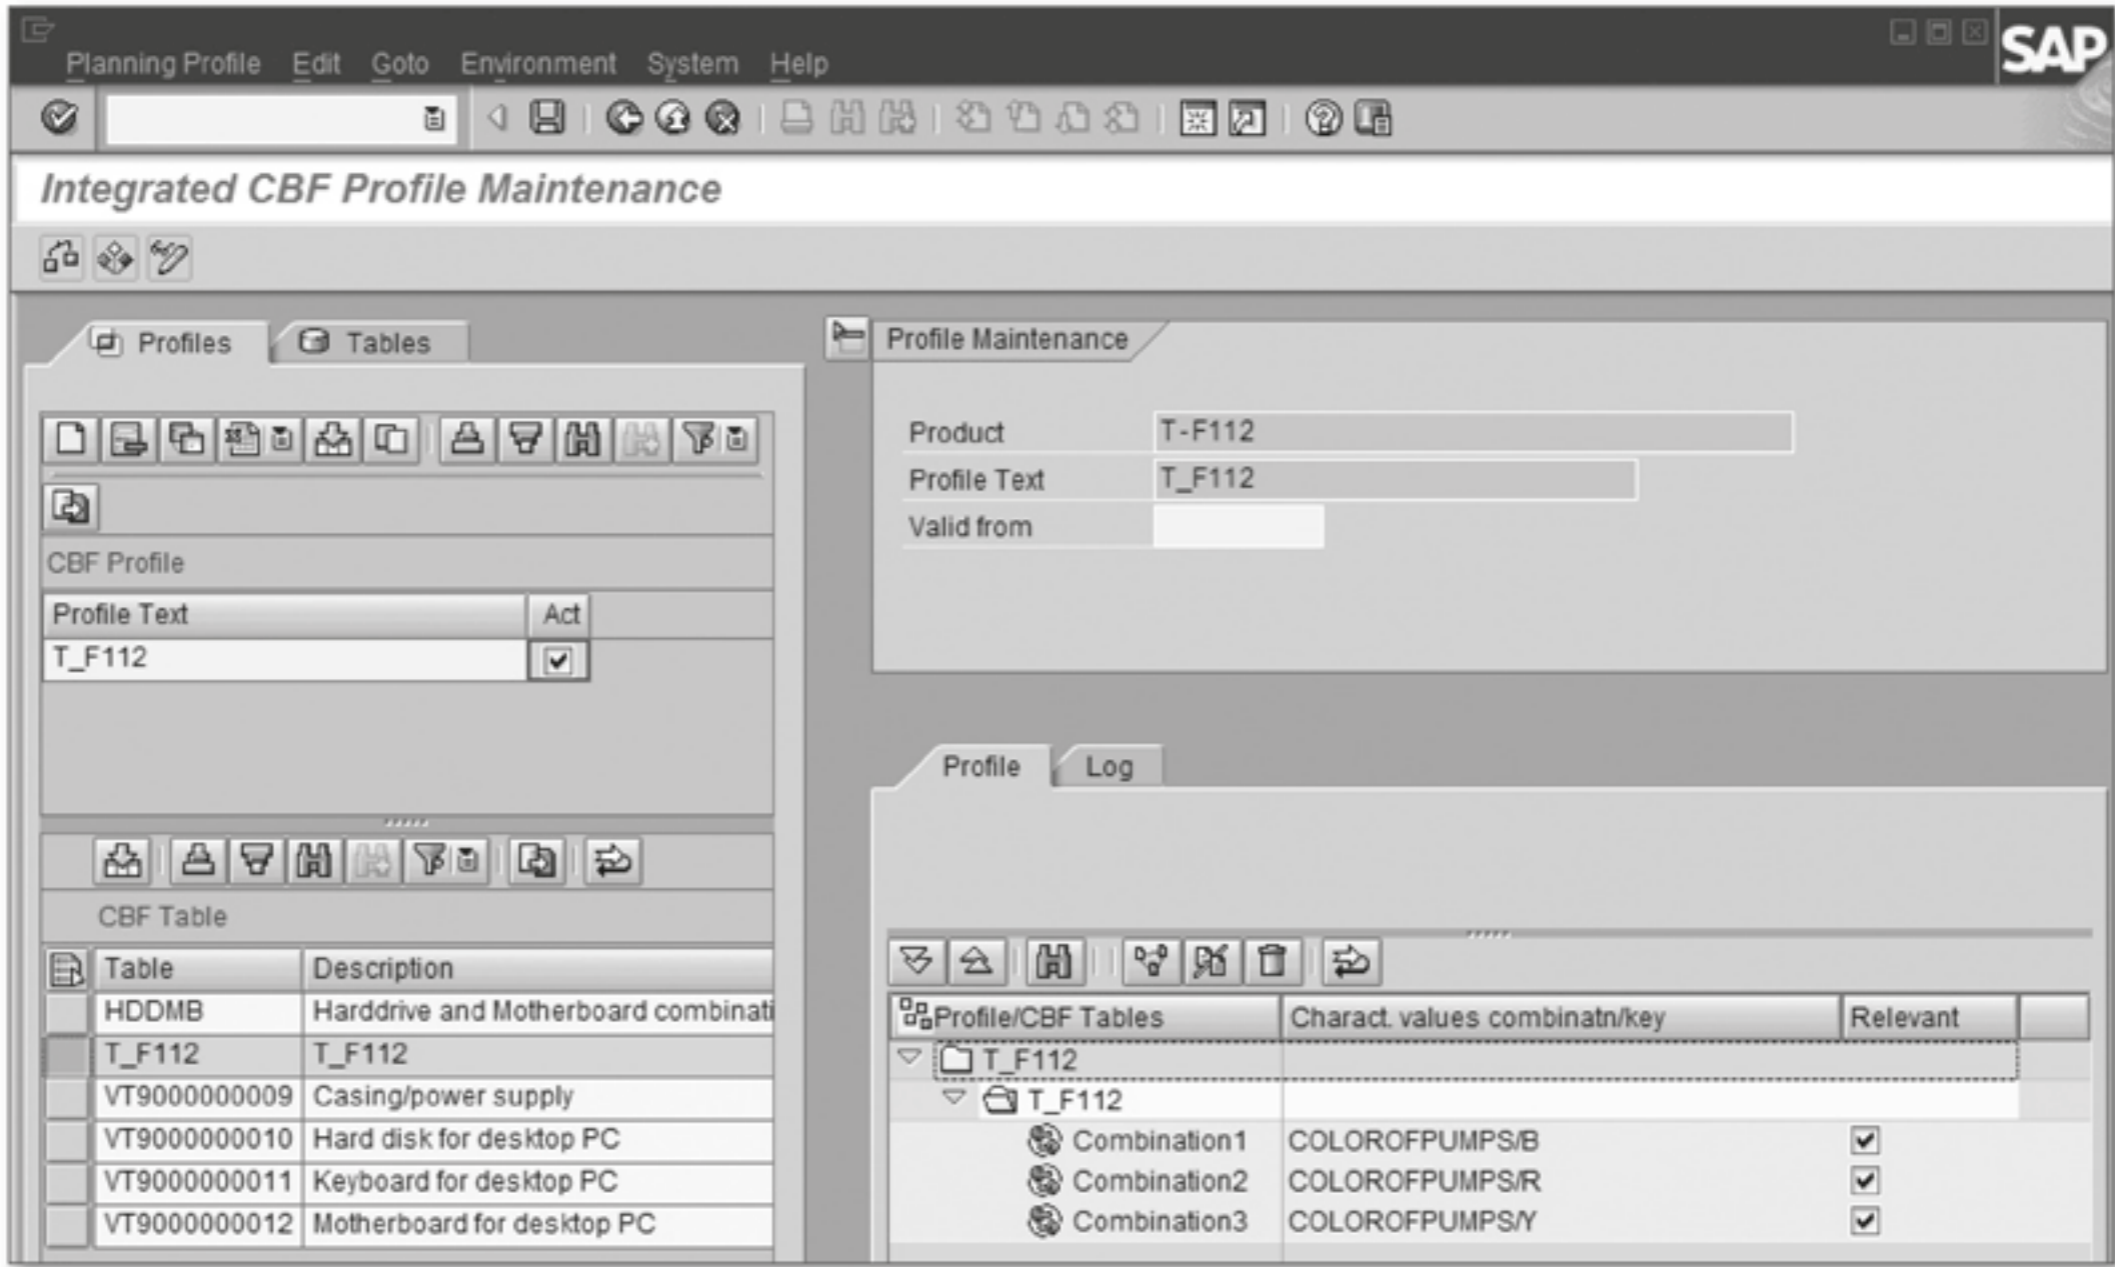 Planning Profile Edit Goto Environment System Help
SAP
Integrated CBF Profile Maintenance
Profiles Tables
CBF Profile
Profile Text Act
T_F112
CBF Table
Table Description
HDDMB Harddrive and Motherboard combinati
T_F112 T_F112
VT9000000009 Casing/power supply
VT9000000010 Hard disk for desktop PC
VT9000000011 Keyboard for desktop PC
VT9000000012 Motherboard for desktop PC
Profile Maintenance
Product T-F112
Profile Text T_F112
Valid from
Profile Log
Profile/CBF Tables Charact. values combinatn/key Relevant
T_F112
T_F112
Combination1 COLOROFPUMPS/B
Combination2 COLOROFPUMPS/R
Combination3 COLOROFPUMPS/Y